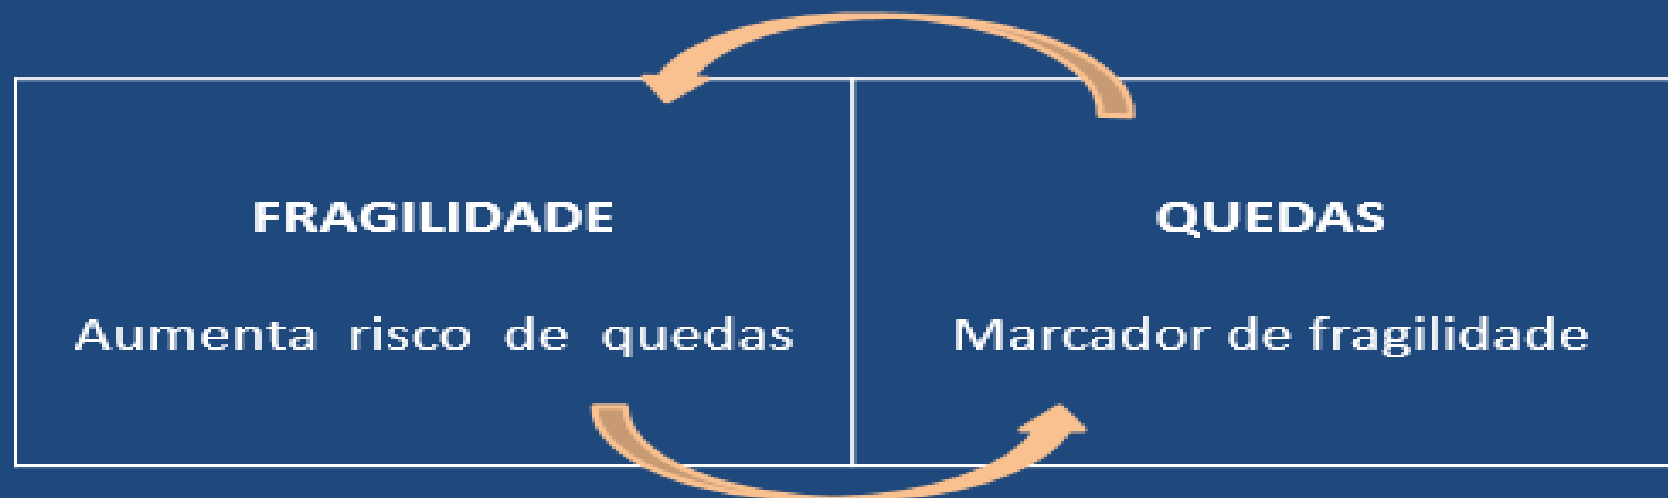 FRAGILIDADE
Aumenta risco de quedas
QUEDAS
Marcador de fragilidade